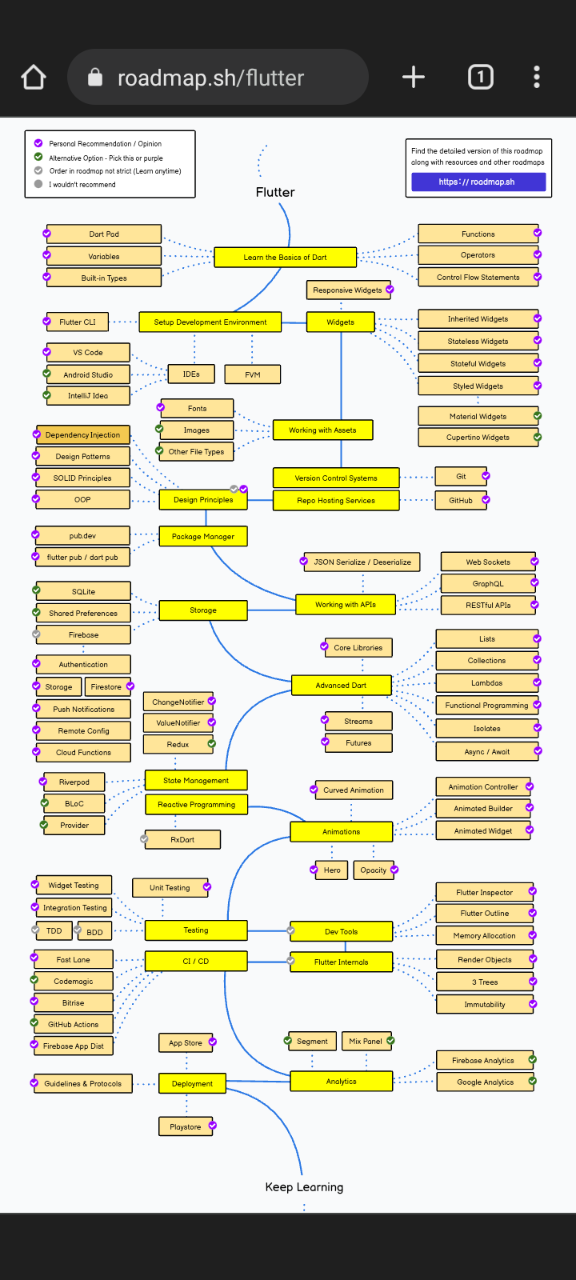 roadmap.sh/flutter
1
Personal Recommendation / Opinion
Alternative Option - Pick this or purple
Order in roadmap not strict (Learn anytime)
I wouldn't recommend
Find the detailed version of this roadmap
along with resources and other roadmaps
https://roadmap.sh
Flutter
Dart Pad
Variables
Built-in Types
Learn the Basics of Dart
Functions
Operators
Control Flow Statements
Responsive Widgets
Flutter CLI
Setup Development Environment
Widgets
Inherited Widgets
Stateless Widgets
Stateful Widgets
Styled Widgets
Material Widgets
Cupertino Widgets
VS Code
Android Studio
IntelliJ Idea
IDEs
FVM
Fonts
Images
Other File Types
Working with Assets
Dependency Injection
Design Patterns
SOLID Principles
OOP
Design Principles
Version Control Systems
Repo Hosting Services
Git
GitHub
pub.dev
flutter pub / dart pub
Package Manager
JSON Serialize / Deserialize
Web Sockets
GraphQL
RESTful APIs
Working with APIs
SQLite
Shared Preferences
Firebase
Storage
Authentication
Storage
Firestore
Push Notifications
Remote Config
Cloud Functions
Core Libraries
Advanced Dart
Streams
Futures
Lists
Collections
Lambdas
Functional Programming
Isolates
Async / Await
ChangeNotifier
ValueNotifier
Redux
State Management
Reactive Programming
Riverpod
BLoC
Provider
RxDart
Curved Animation
Animations
Hero
Opacity
Animation Controller
Animated Builder
Animated Widget
Widget Testing
Integration Testing
TDD
BDD
Unit Testing
Testing
Dev Tools
Flutter Inspector
Flutter Outline
Memory Allocation
CI / CD
Flutter Internals
Render Objects
3 Trees
Immutability
Fast Lane
Codemagic
Bitrise
GitHub Actions
Firebase App Dist
App Store
Guidelines & Protocols
Deployment
Playstore
Segment
Mix Panel
Analytics
Firebase Analytics
Google Analytics
Keep Learning